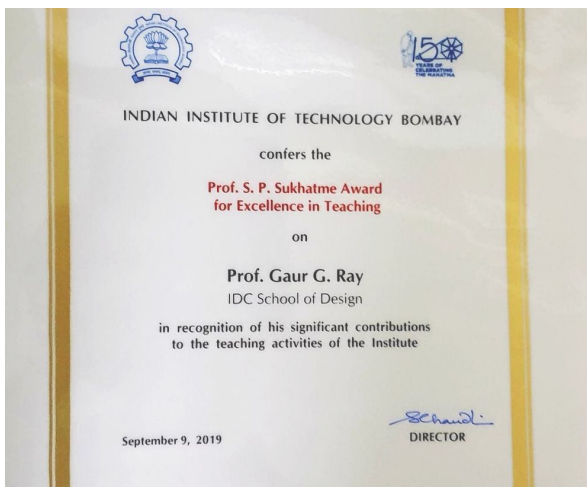 150
YEARS OF
CELEBRATING
THE MAHATMA
INDIAN INSTITUTE OF TECHNOLOGY BOMBAY
confers the
Prof. S. P. Sukhatme Award
for Excellence in Teaching
on
Prof. Gaur G. Ray
IDC School of Design
in recognition of his significant contributions
to the teaching activities of the Institute
September 9, 2019
DIRECTOR